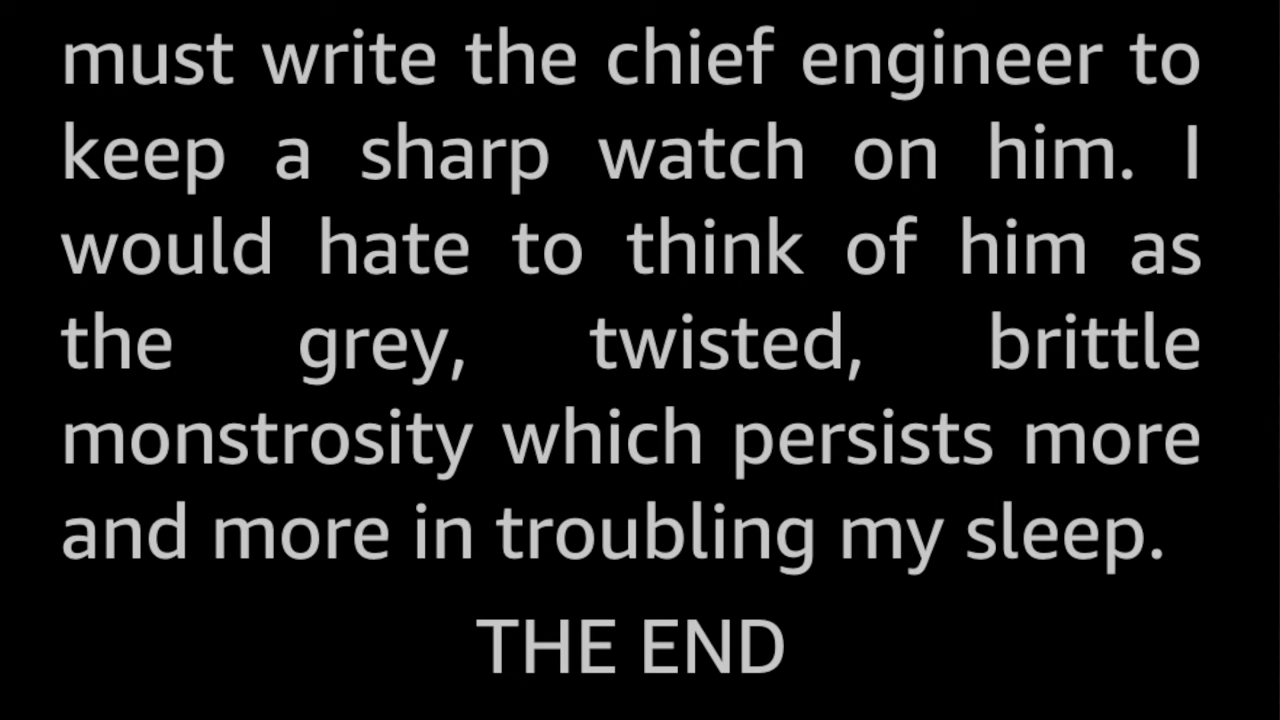 must write the chief engineer to
keep a sharp watch on him. I
would hate to think of him as
the grey, twisted, brittle
monstrosity which persists more
and more in troubling my sleep.
THE END